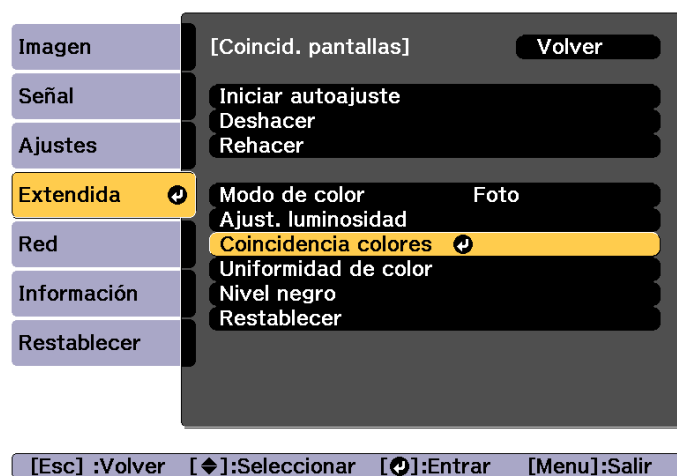 Imagen
Señal
Ajustes
Extendida
Red
Información
Restablecer
[Coincid. pantallas] Volver
Iniciar autoajuste
Deshacer
Rehacer
Modo de color Foto
Ajust. luminosidad
Coincidencia colores
Uniformidad de color
Nivel negro
Restablecer
[Esc] :Volver [◆]:Seleccionar [↵]:Entrar [Menu]:Salir